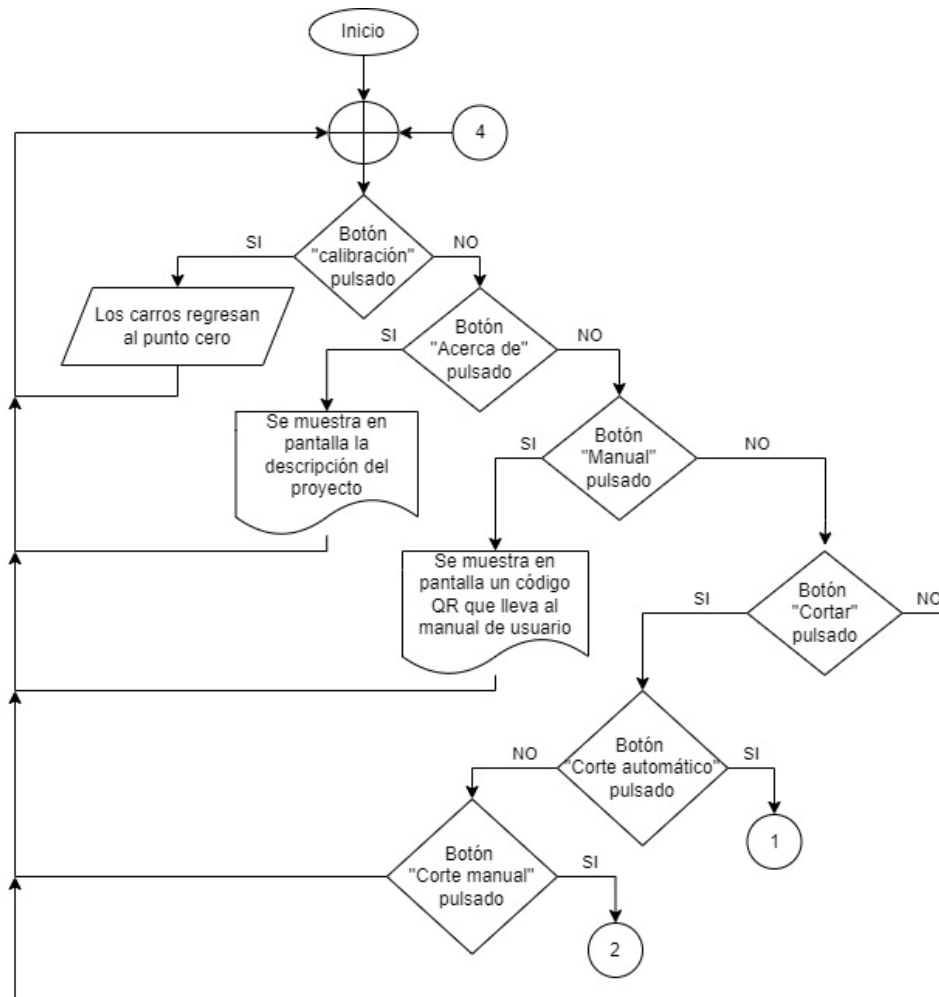 Inicio
4
Botón
"calibración"
pulsado
SI
NO
Los carros regresan
al punto cero
Botón
"Acerca de"
pulsado
SI
NO
Se muestra en
pantalla la
descripción del
proyecto
Botón
"Manual"
pulsado
SI
NO
Se muestra en
pantalla un código
QR que lleva al
manual de usuario
Botón
"Cortar"
pulsado
SI
NO
Botón
"Corte automático"
pulsado
NO
SI
1
Botón
"Corte manual"
pulsado
SI
2